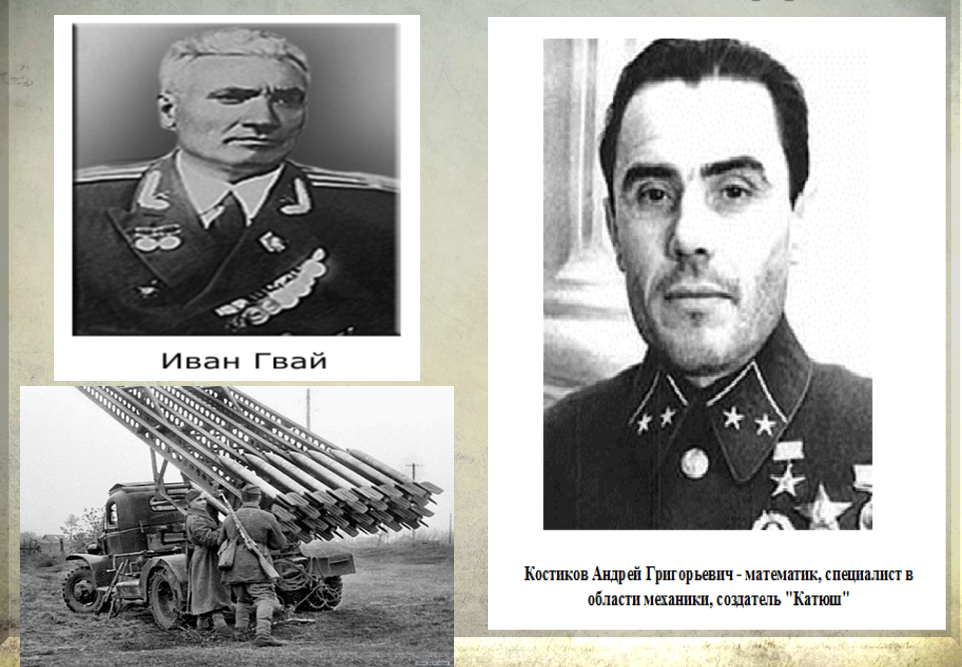 Иван Гвай
Костиков Андрей Григорьевич - математик, специалист в
области механики, создатель "Катюш"